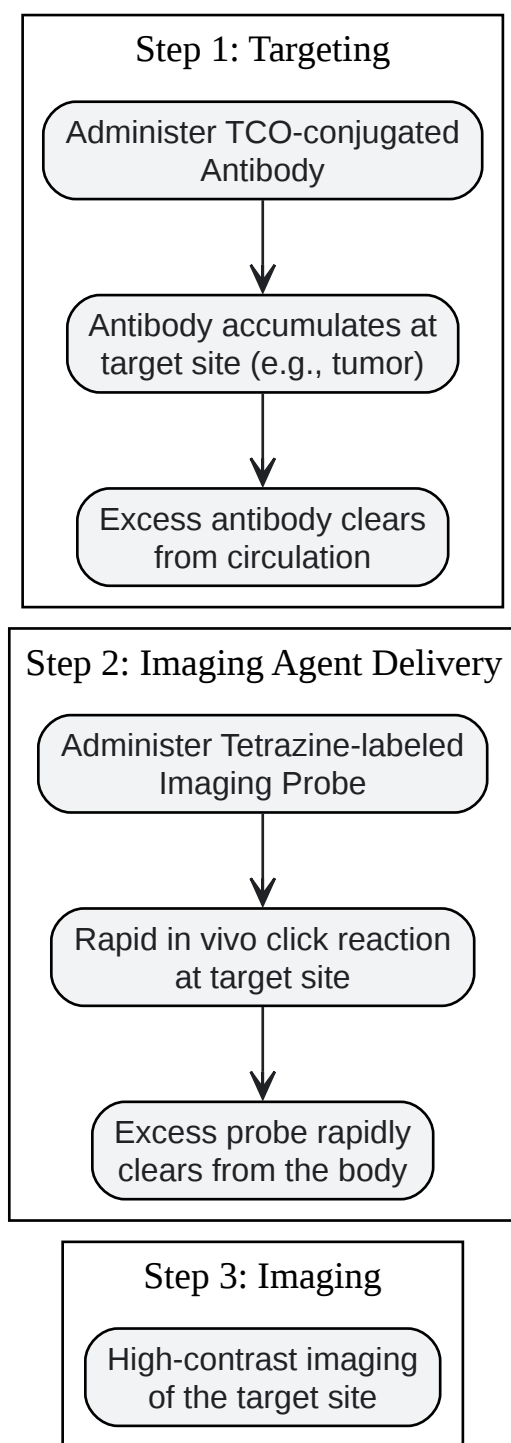 Step 1: Targeting
Administer TCO-conjugated
Antibody
Antibody accumulates at
target site (e.g., tumor)
Excess antibody clears
from circulation
Step 2: Imaging Agent Delivery
Administer Tetrazine-labeled
Imaging Probe
Rapid in vivo click reaction
at target site
Excess probe rapidly
clears from the body
Step 3: Imaging
High-contrast imaging
of the target site